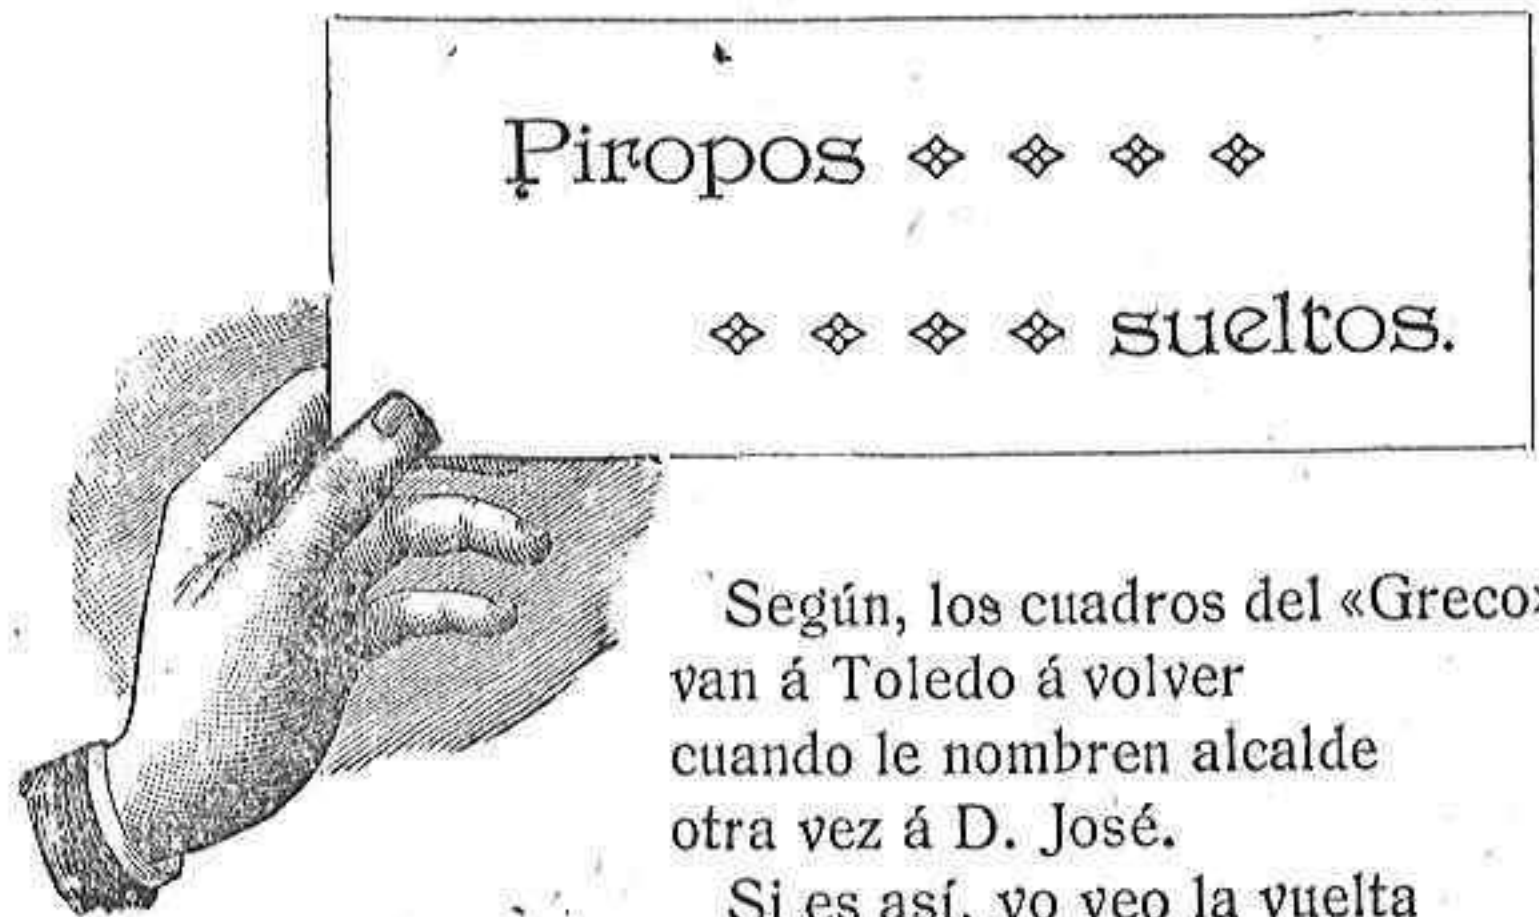 Piropos
sueltos.
Según, los cuadros del «Greco»
van á Toledo á volver
cuando le nombren alcalde
otra vez á D. José.
Si es así, yo veo la vuelta